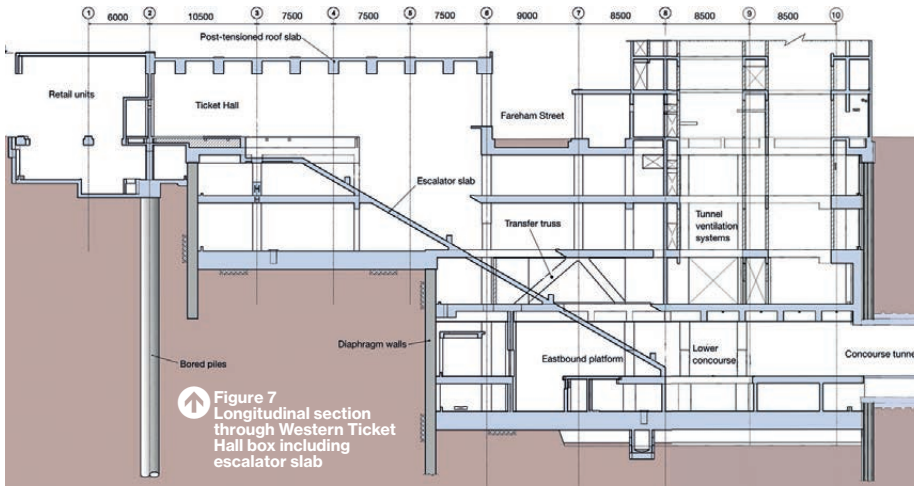 1 2 3 4 5 6 7 8 9 10
6000 10500 7500 7500 7500 9000 8500 8500 8500
Post-tensioned roof slab
Retail units
Ticket Hall
Fareham Street
Escalator slab
Transfer truss
Tunnel
ventilation
systems
Diaphragm walls
Eastbound platform
Lower
concourse
Concourse tunne
Bored piles
Figure 7
Longitudinal section
through Western Ticket
Hall box including
escalator slab